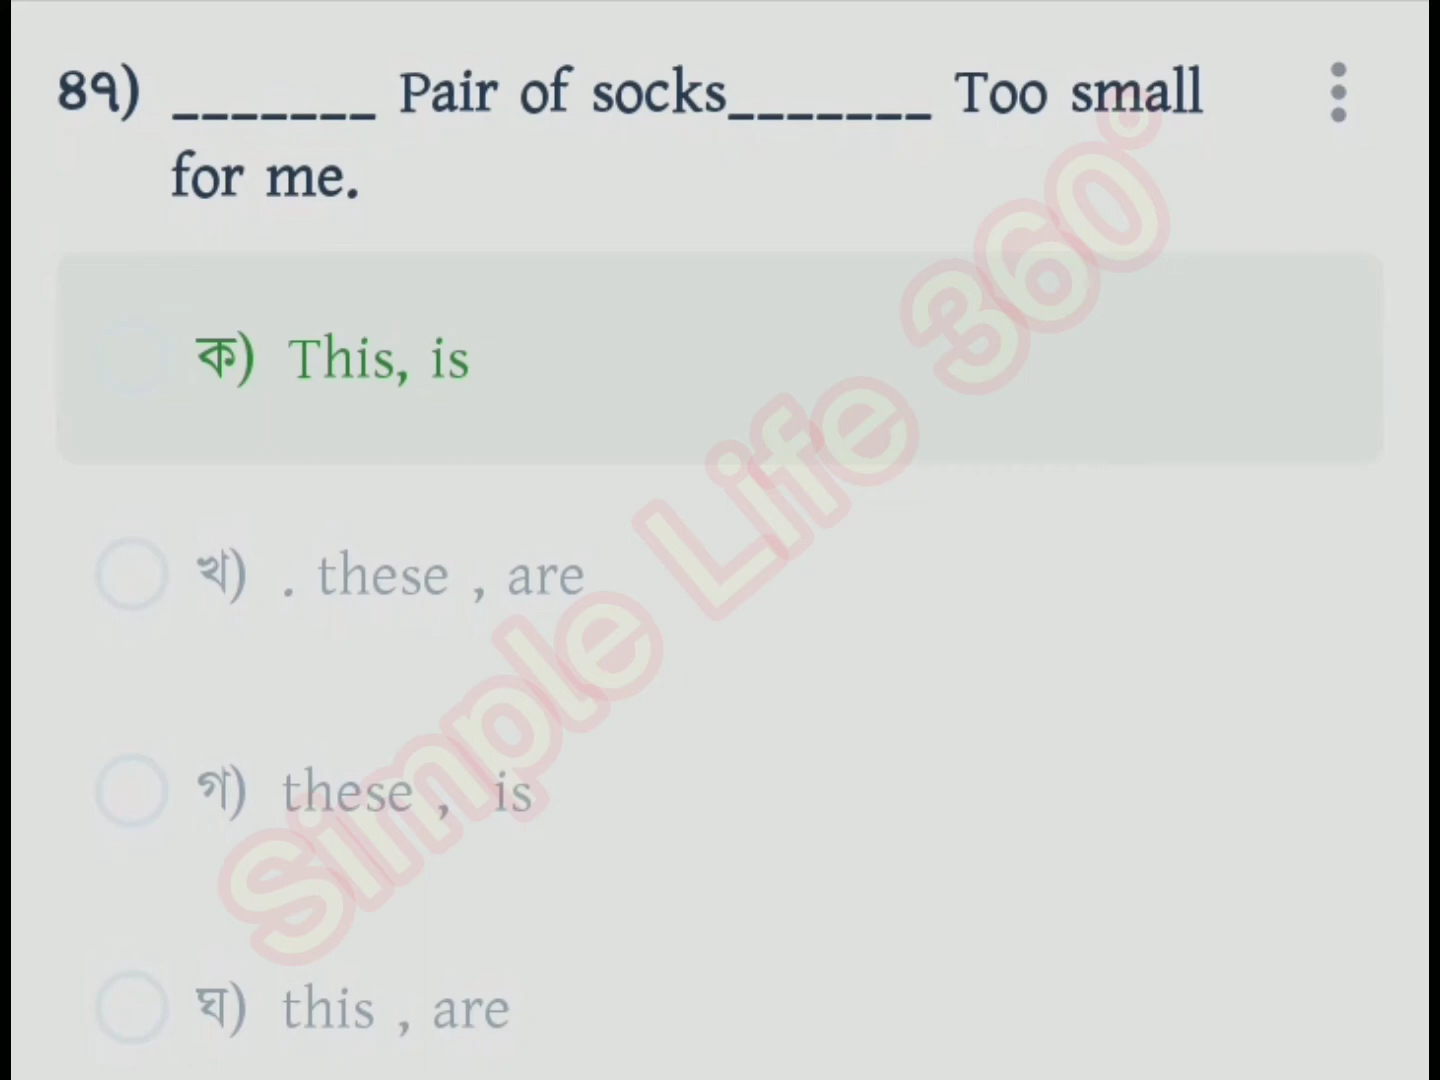 ৪৭) _______ Pair of socks_______ Too small
for me.
ক) This, is
খ) . these , are
গ) these , is
ঘ) this , are
Simple Life 360°